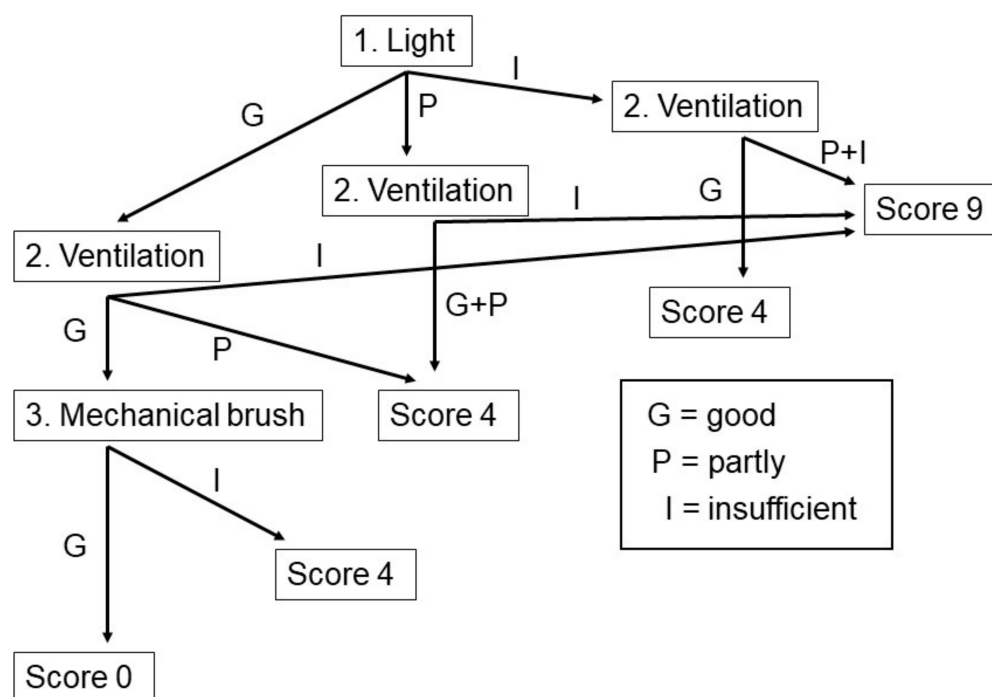 1. Light
I
G
P
2. Ventilation
P+I
2. Ventilation
I
G
Score 9
2. Ventilation
I
G
P
G+P
Score 4
3. Mechanical brush
Score 4
I
G
Score 4
Score 0
G = good
P = partly
I = insufficient